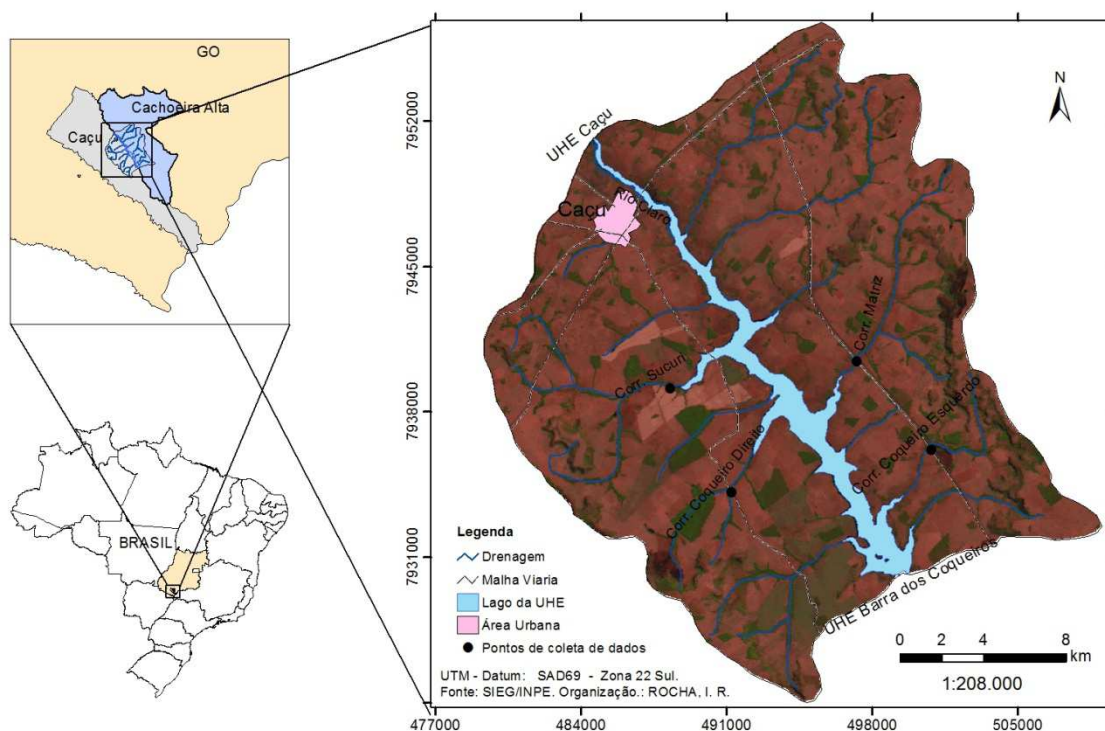 GO
Cachoeira Alta
Caçu
BRASIL
N
UHE Caçu
Rio Claro
Caçu
Corr. Matriz
Corr. Sucuri
Corr. Coqueiro Direito
Corr. Coqueiro Esquerdo
UHE Barra dos Coqueiros
7952000
7945000
7938000
7931000
477000
484000
491000
498000
505000
Legenda
Drenagem
Malha Viaria
Lago da UHE
Área Urbana
Pontos de coleta de dados
UTM - Datum: SAD69 - Zona 22 Sul.
Fonte: SIEG/INPE. Organização.: ROCHA, I. R.
0 2 4 8
km
1:208.000